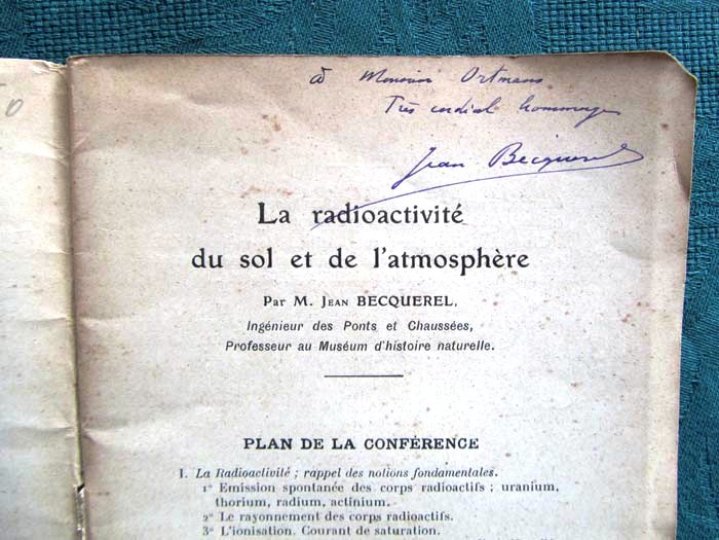 à Monsieur Ortmans
Très cordial hommage
Jean Becquerel
La radioactivité
du sol et de l'atmosphère
Par M. Jean BECQUEREL,
Ingénieur des Ponts et Chaussées,
Professeur au Muséum d'histoire naturelle.
PLAN DE LA CONFÉRENCE
I. La Radioactivité ; rappel des notions fondamentales.
1° Emission spontanée des corps radioactifs : uranium,
thorium, radium, actinium.
2° Le rayonnement des corps radioactifs.
3° L'ionisation. Courant de saturation.